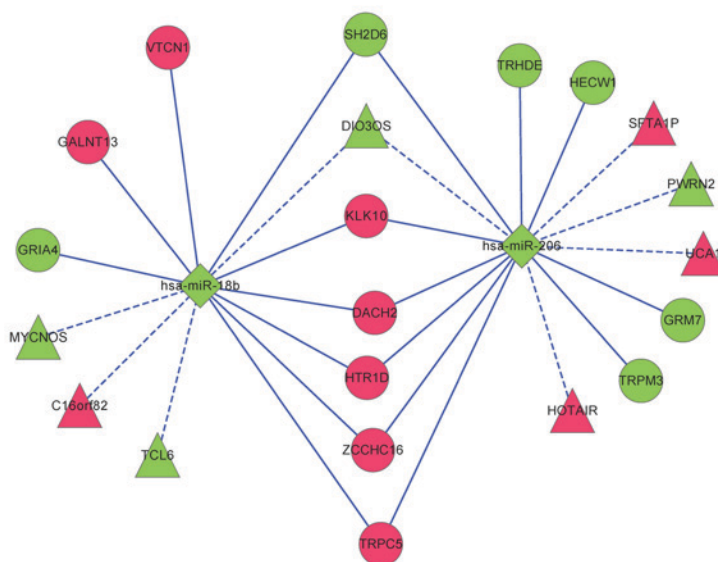 VTCN1
SH2D6
TRHDE
HECW1
SFTA1P
DIO3OS
GALNT13
PWRN2
KLK10
hsa-miR-206
GRIA4
UCA1
hsa-miR-18b
DACH2
GRM7
MYCNOS
HTR1D
TRPM3
C16orf82
HOTAIR
ZCCHC16
TCL6
TRPC5